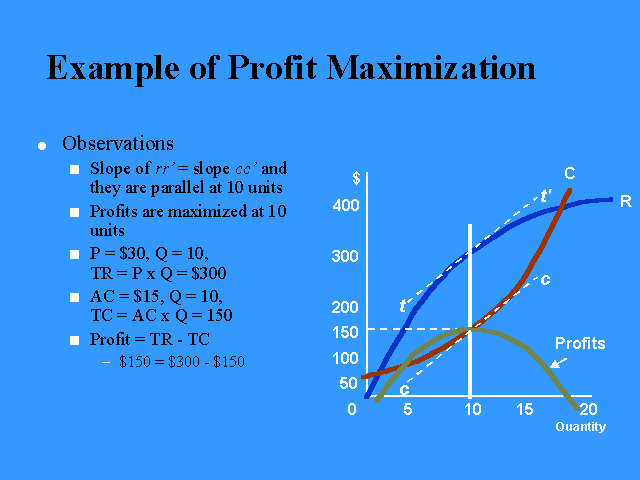 Example of Profit Maximization
Observations
Slope of rr’ = slope cc’ and
they are parallel at 10 units
Profits are maximized at 10
units
P = $30, Q = 10,
TR = P x Q = $300
AC = $15, Q = 10,
TC = AC x Q = 150
Profit = TR - TC
– $150 = $300 - $150
$
400
300
200
150
100
50
0
5
10
15
20
Quantity
C
R
t'
t
c
c
Profits